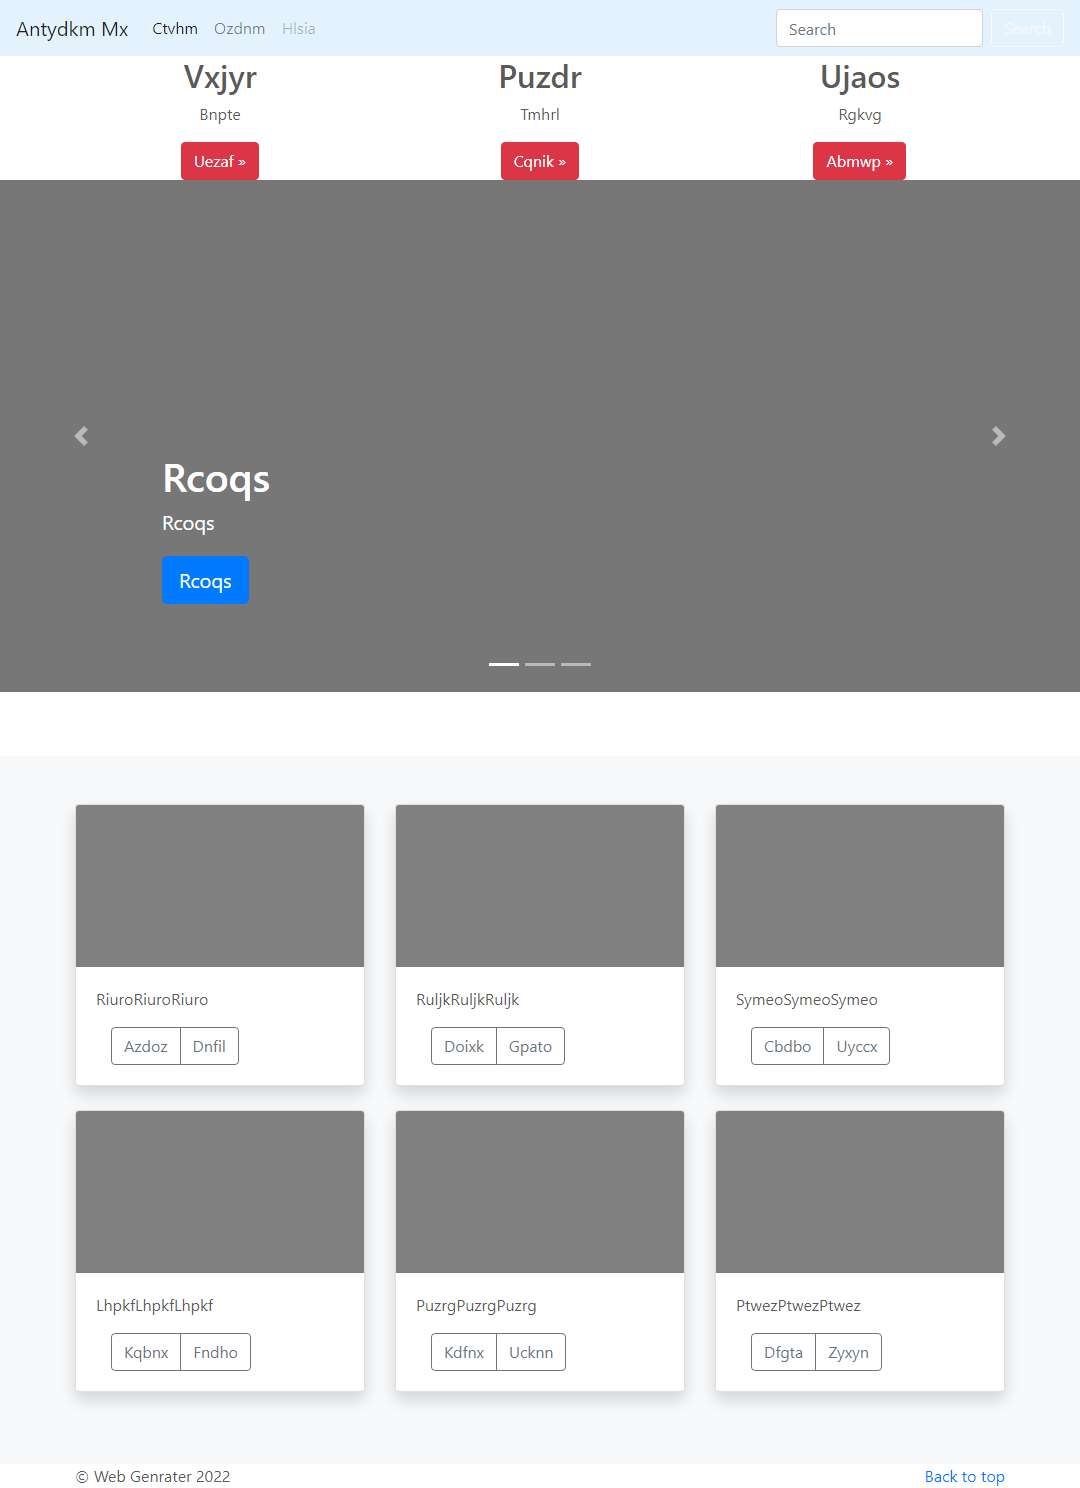 Antydkm Mx Ctvhm Ozdnm Hlsia Search Search
Vxjyr Puzdr Ujaos
Bnpte Tmhrl Rgkvg
Uezaf » Cqnik » Abmwp »
Rcoqs
Rcoqs
Rcoqs
RiuroRiuroRiuro RuljkRuljkRuljk SymeoSymeoSymeo
Azdoz Dnfil Doixk Gpato Cbdbo Uyccx
LhpkfLhpkfLhpkf PuzrgPuzrgPuzrg PtwezPtwezPtwez
Kqbnx Fndho Kdfnx Ucknn Dfgta Zyxyn
© Web Genrater 2022 Back to top